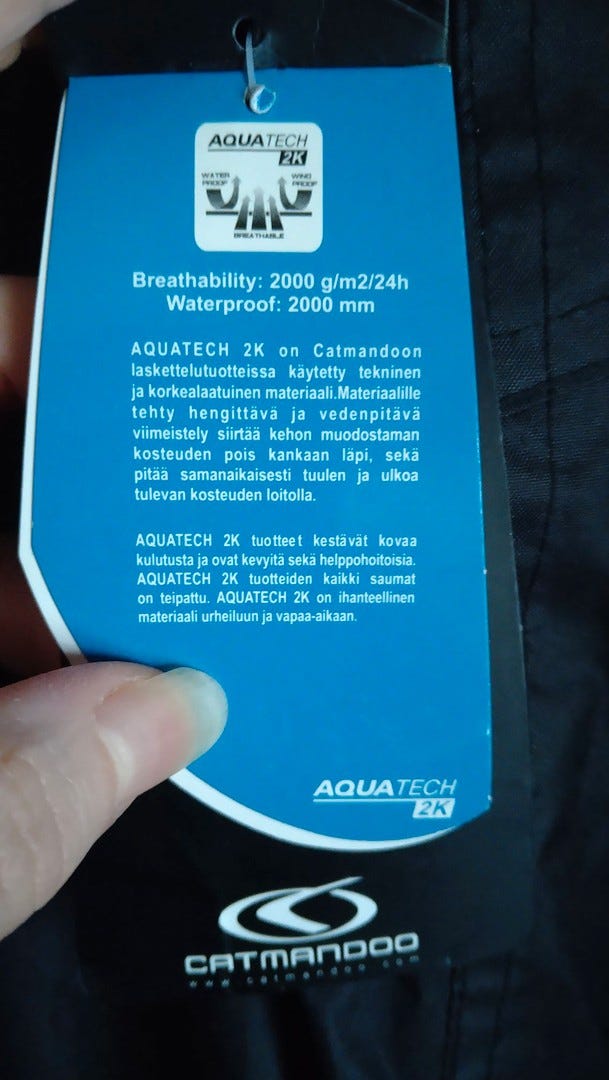 AQUATECH
2K
WATER PROOF
WIND PROOF
BREATHABLE
Breathability: 2000 g/m2/24h
Waterproof: 2000 mm
AQUATECH 2K on Catmandoon
laskettelutuotteissa käytetty tekninen
ja korkealaatuinen materiaali.Materiaalille
tehty hengittävä ja vedenpitävä
viimeistely siirtää kehon muodostaman
kosteuden pois kankaan läpi, sekä
pitää samanaikaisesti tuulen ja ulkoa
tulevan kosteuden loitolla.
AQUATECH 2K tuotteet kestävät kovaa
kulutusta ja ovat kevyitä sekä helppohoitoisia.
AQUATECH 2K tuotteiden kaikki saumat
on teipattu. AQUATECH 2K on ihanteellinen
materiaali urheiluun ja vapaa-aikaan.
AQUATECH
2K
CATMANDOO
www.catmandoo.com